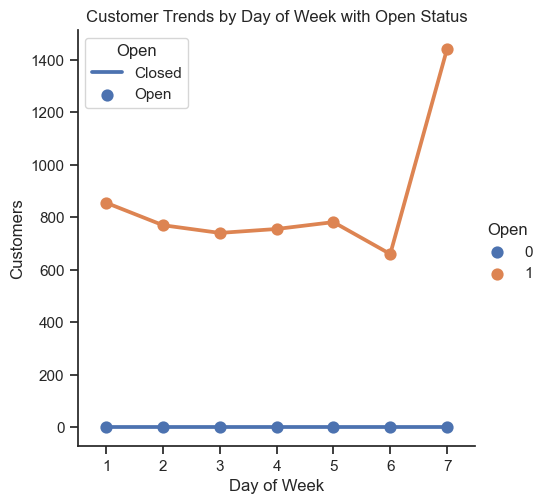 Customer Trends by Day of Week with Open Status
Open
Closed
Open
1400
1200
1000
800
600
400
200
0
Customers
1 2 3 4 5 6 7
Day of Week
Open
0
1